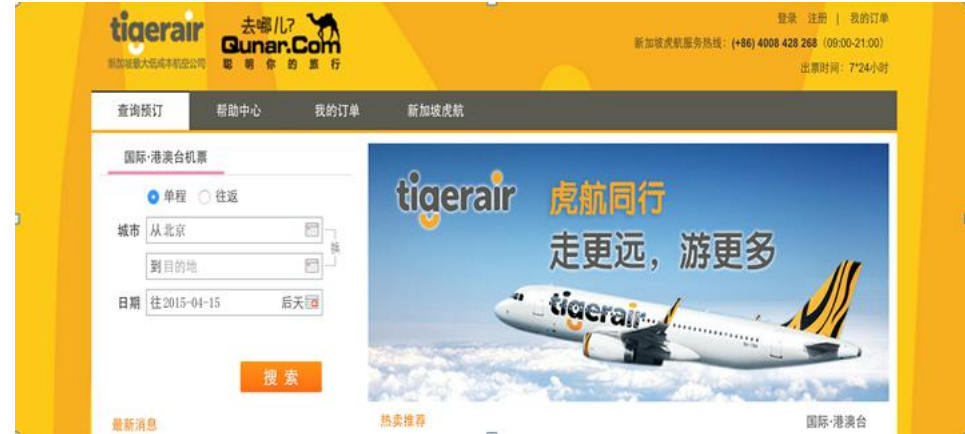 tigerair
新加坡最大低成本航空公司
去哪儿?
Qunar.Com
聪明你的旅行
登录 注册 | 我的订单
新加坡虎航服务热线：(+86) 4008 428 268（09:00-21:00）
出票时间：7*24小时
查询预订 帮助中心 我的订单 新加坡虎航
国际·港澳台机票
单程 往返
城市 从北京
换
到目的地
日期 往2015-04-15 后天
搜索
最新消息
tigerair 虎航同行
走更远，游更多
tigerair
热卖推荐 国际·港澳台